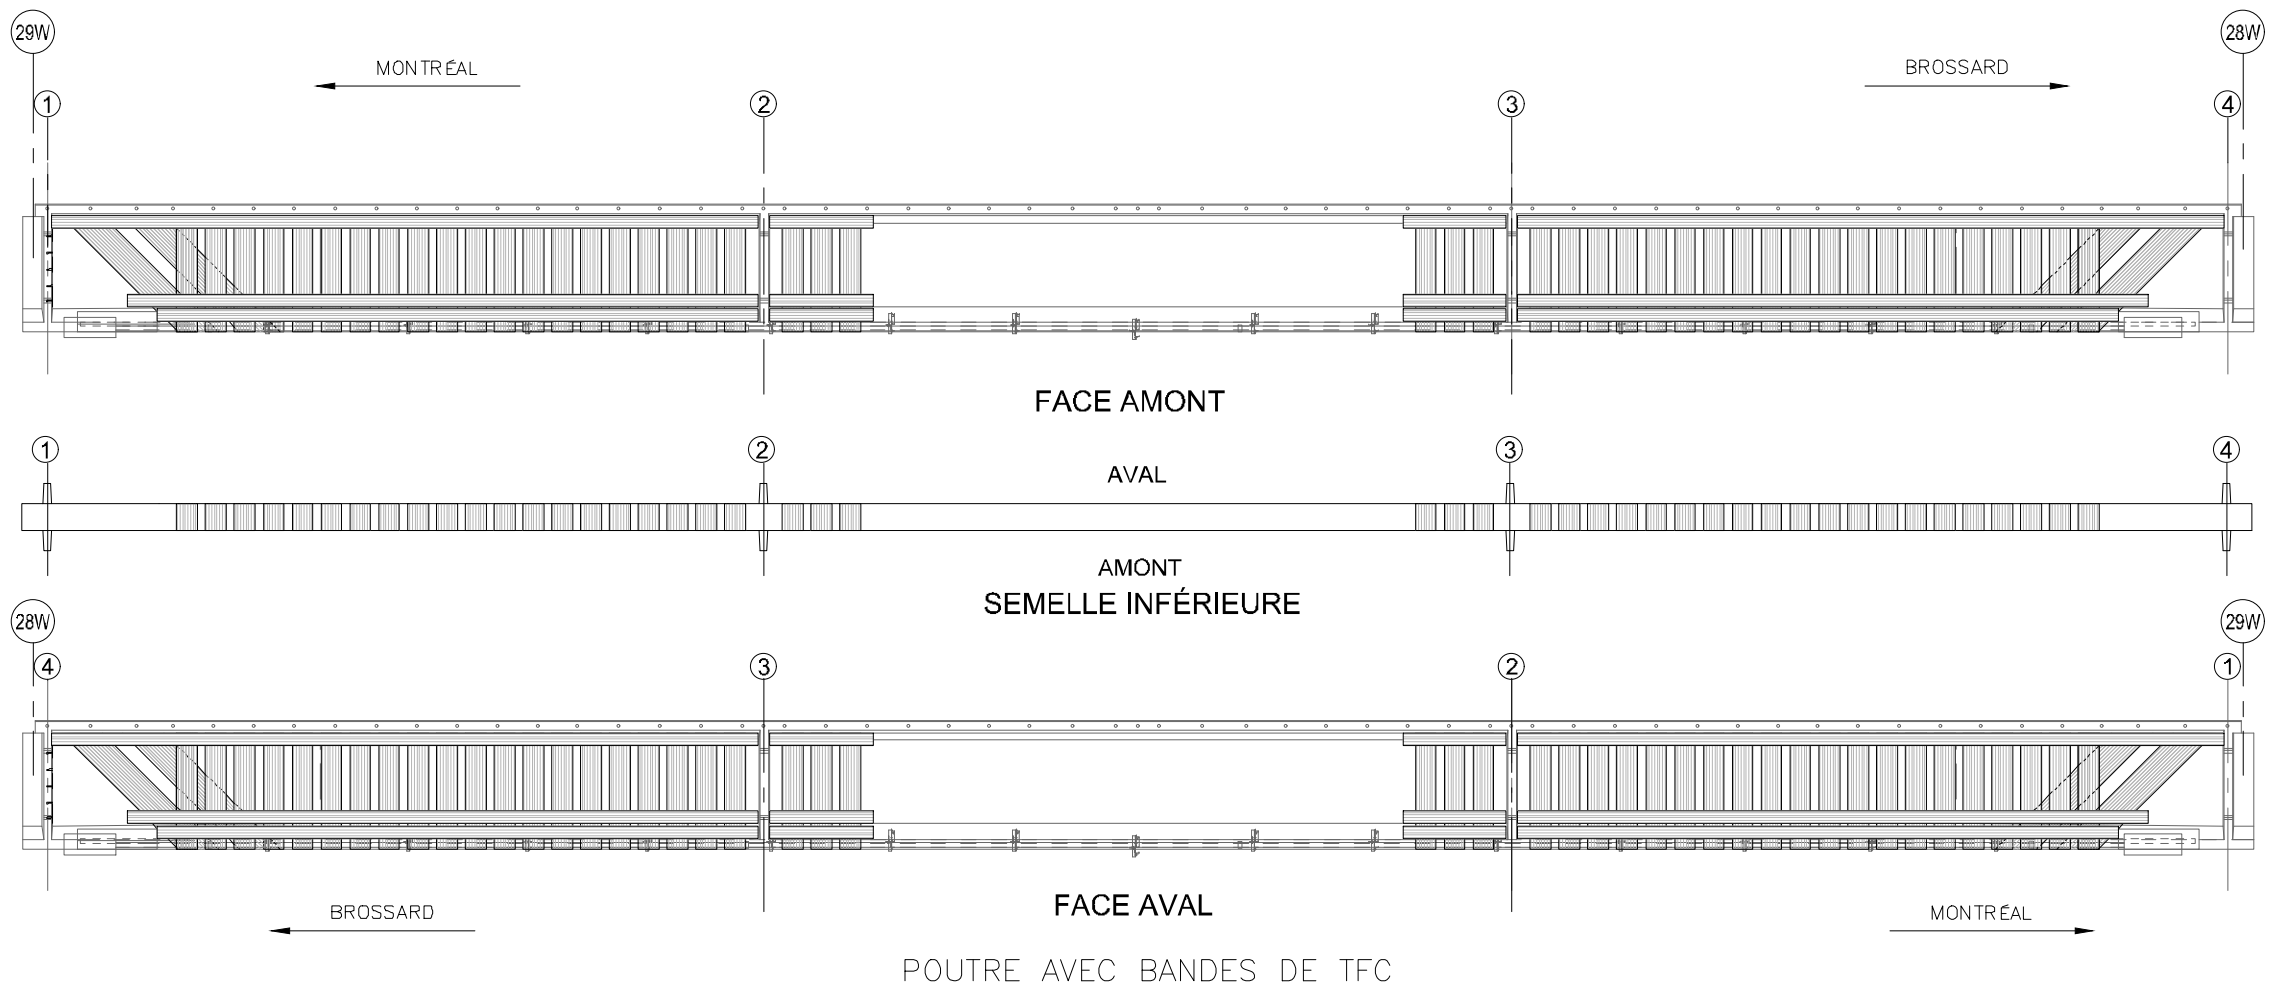 29W 28W
MONTRÉAL BROSSARD
1 2 3 4
FACE AMONT
1 2 3 4
AVAL
AMONT
SEMELLE INFÉRIEURE
28W 29W
4 3 2 1
FACE AVAL
BROSSARD MONTRÉAL
POUTRE AVEC BANDES DE TFC